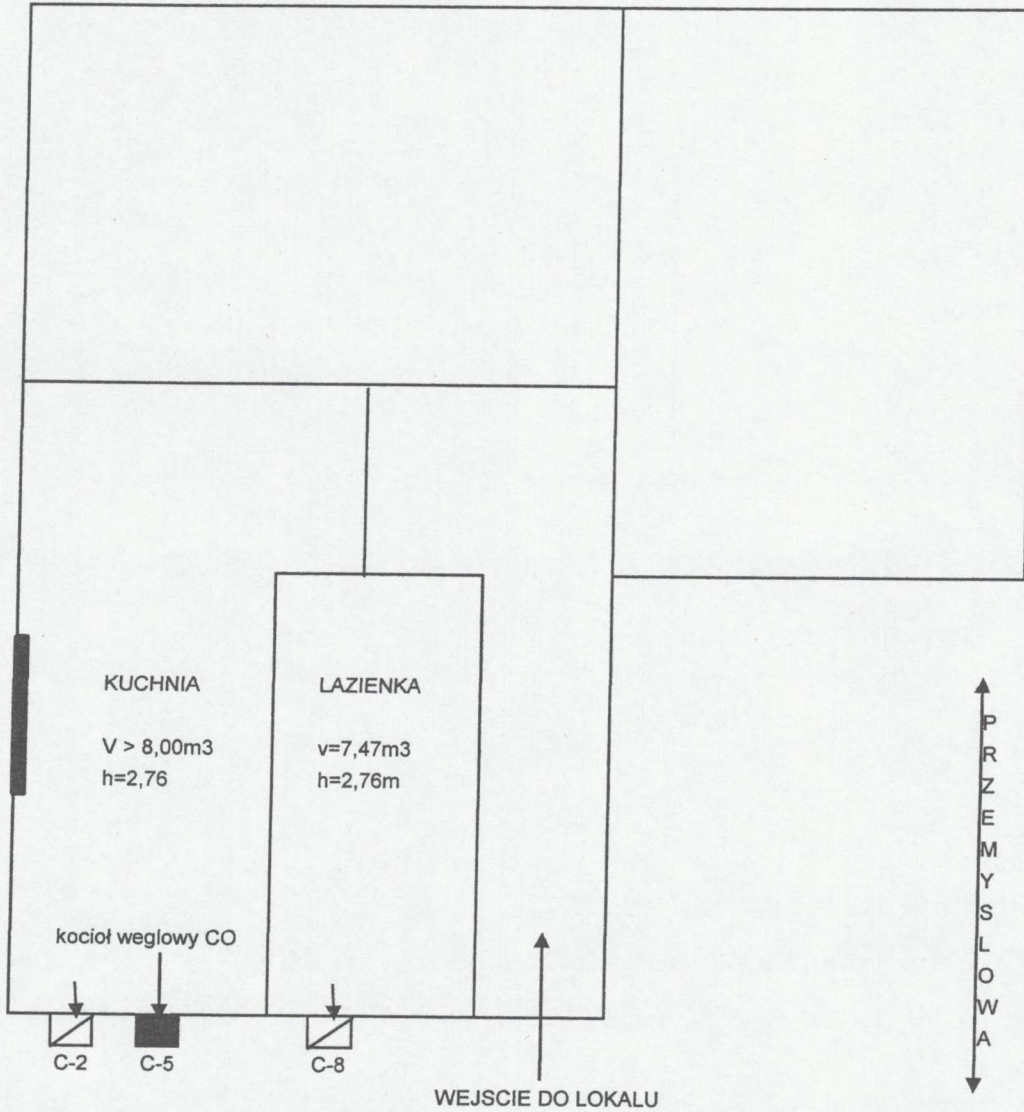 KUCHNIA
V > 8,00m3
h=2,76
LAZIENKA
v=7,47m3
h=2,76m
kocioł weglowy CO
C-2
C-5
C-8
WEJSCIE DO LOKALU
PRZEMYSLOWA